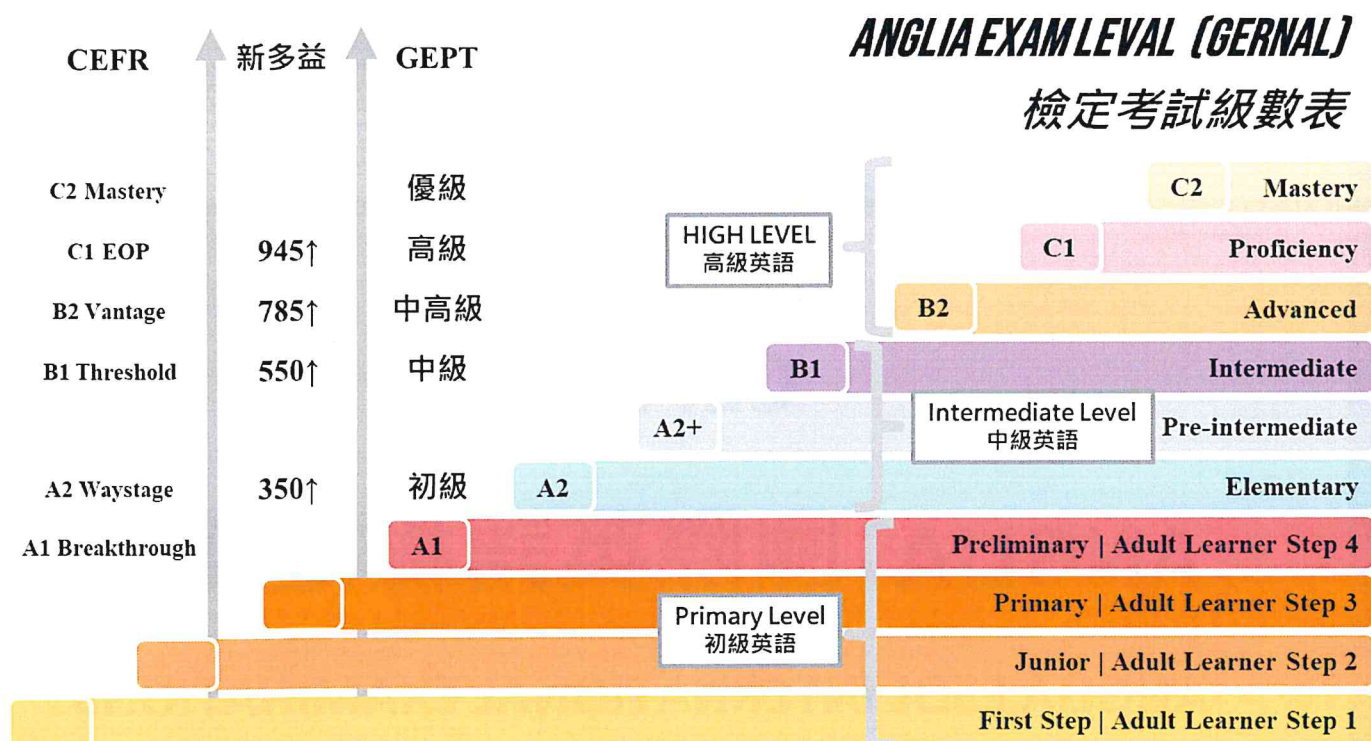 ANGLIA EXAM LEVAL (GERNAL)
檢定考試級數表
CEFR 新多益 GEPT
C2 Mastery 優級
C1 EOP 945↑ 高級
B2 Vantage 785↑ 中高級
B1 Threshold 550↑ 中級
A2 Waystage 350↑ 初級
A1 Breakthrough
HIGH LEVEL
高級英語
Intermediate Level
中級英語
Primary Level
初級英語
C2 Mastery
C1 Proficiency
B2 Advanced
B1 Intermediate
A2+ Pre-intermediate
A2 Elementary
A1 Preliminary | Adult Learner Step 4
Primary | Adult Learner Step 3
Junior | Adult Learner Step 2
First Step | Adult Learner Step 1